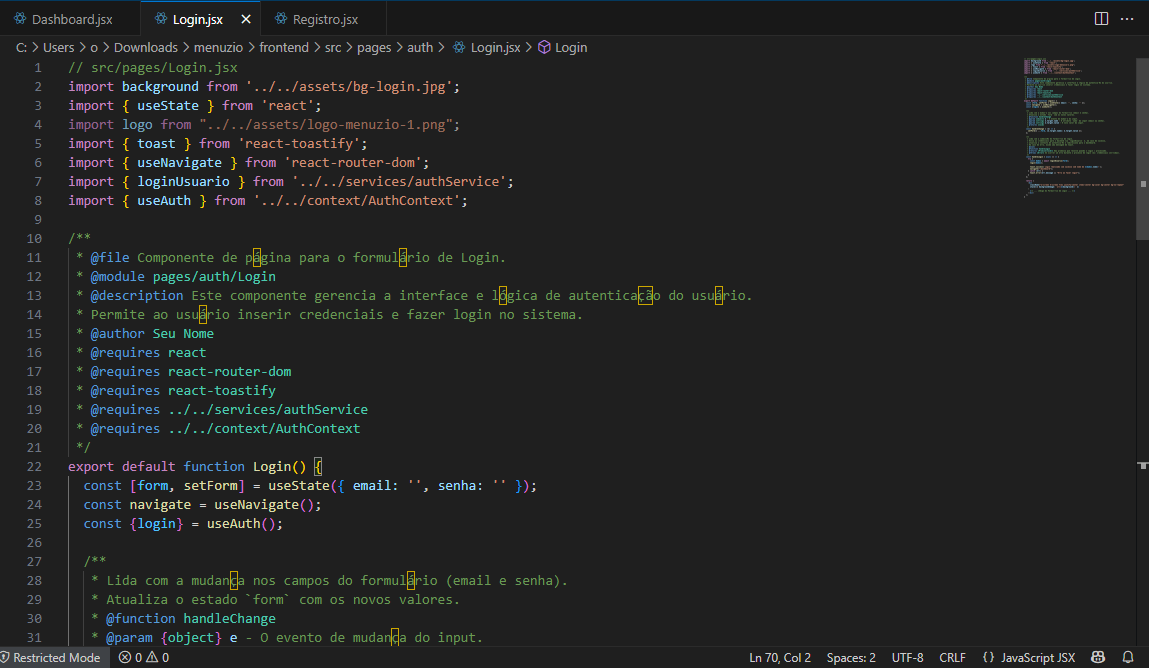 Dashboard.jsx
Login.jsx
Registro.jsx
C: > Users > o > Downloads > menuzio > frontend > src > pages > auth > Login.jsx > Login
1 // src/pages/Login.jsx
2 import background from '../../assets/bg-login.jpg';
3 import { useState } from 'react';
4 import logo from "../../assets/logo-menuzio-1.png";
5 import { toast } from 'react-toastify';
6 import { useNavigate } from 'react-router-dom';
7 import { loginUsuario } from '../../services/authService';
8 import { useAuth } from '../../context/AuthContext';
9
10 /**
11 * @file Componente de página para o formulário de Login.
12 * @module pages/auth/Login
13 * @description Este componente gerencia a interface e lógica de autenticação do usuário.
14 * Permite ao usuário inserir credenciais e fazer login no sistema.
15 * @author Seu Nome
16 * @requires react
17 * @requires react-router-dom
18 * @requires react-toastify
19 * @requires ../../services/authService
20 * @requires ../../context/AuthContext
21 */
22 export default function Login() {
23 const [form, setForm] = useState({ email: '', senha: '' });
24 const navigate = useNavigate();
25 const {login} = useAuth();
26
27 /**
28 * Lida com a mudança nos campos do formulário (email e senha).
29 * Atualiza o estado `form` com os novos valores.
30 * @function handleChange
31 * @param {object} e - O evento de mudança do input.
Restricted Mode 0 0 Ln 70, Col 2 Spaces: 2 UTF-8 CRLF {} JavaScript JSX